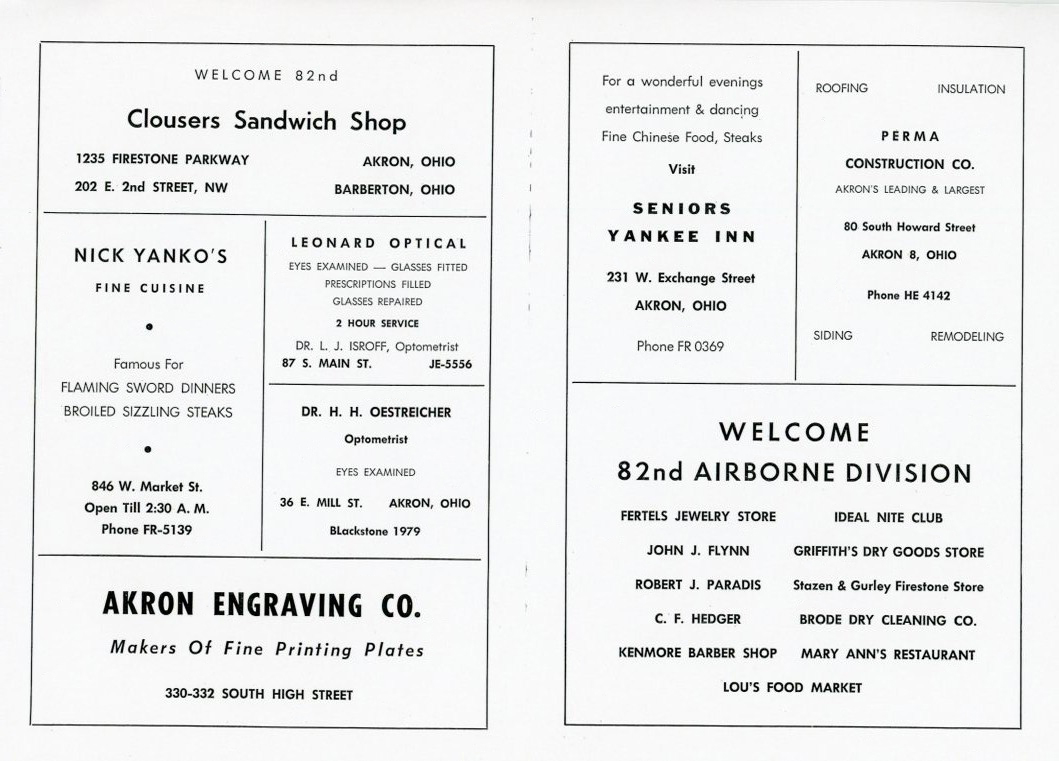 WELCOME 82nd
Clousers Sandwich Shop
1235 FIRESTONE PARKWAY AKRON, OHIO
202 E. 2nd STREET, NW BARBERTON, OHIO
NICK YANKO'S
FINE CUISINE
Famous For
FLAMING SWORD DINNERS
BROILED SIZZLING STEAKS
846 W. Market St.
Open Till 2:30 A. M.
Phone FR-5139
LEONARD OPTICAL
EYES EXAMINED — GLASSES FITTED
PRESCRIPTIONS FILLED
GLASSES REPAIRED
2 HOUR SERVICE
DR. L. J. ISROFF, Optometrist
87 S. MAIN ST. JE-5556
DR. H. H. OESTREICHER
Optometrist
EYES EXAMINED
36 E. MILL ST. AKRON, OHIO
BLackstone 1979
AKRON ENGRAVING CO.
Makers Of Fine Printing Plates
330-332 SOUTH HIGH STREET
For a wonderful evenings
entertainment & dancing
Fine Chinese Food, Steaks
Visit
SENIORS
YANKEE INN
231 W. Exchange Street
AKRON, OHIO
Phone FR 0369
ROOFING INSULATION
PERMA
CONSTRUCTION CO.
AKRON'S LEADING & LARGEST
80 South Howard Street
AKRON 8, OHIO
Phone HE 4142
SIDING REMODELING
WELCOME
82nd AIRBORNE DIVISION
FERTELS JEWELRY STORE IDEAL NITE CLUB
JOHN J. FLYNN GRIFFITH'S DRY GOODS STORE
ROBERT J. PARADIS Stazen & Gurley Firestone Store
C. F. HEDGER BRODE DRY CLEANING CO.
KENMORE BARBER SHOP MARY ANN'S RESTAURANT
LOU'S FOOD MARKET